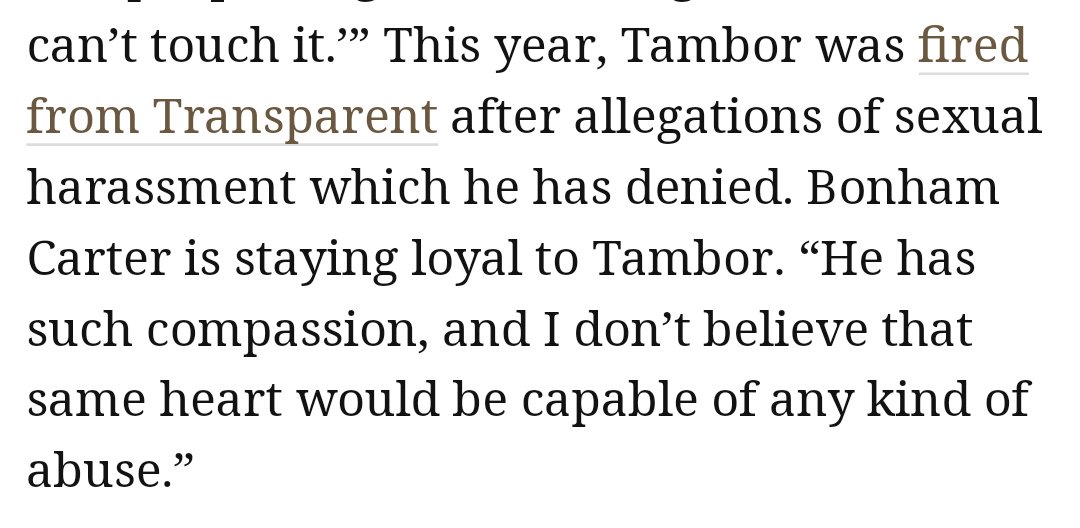 can’t touch it.’” This year, Tambor was fired
from Transparent after allegations of sexual
harassment which he has denied. Bonham
Carter is staying loyal to Tambor. “He has
such compassion, and I don’t believe that
same heart would be capable of any kind of
abuse.”